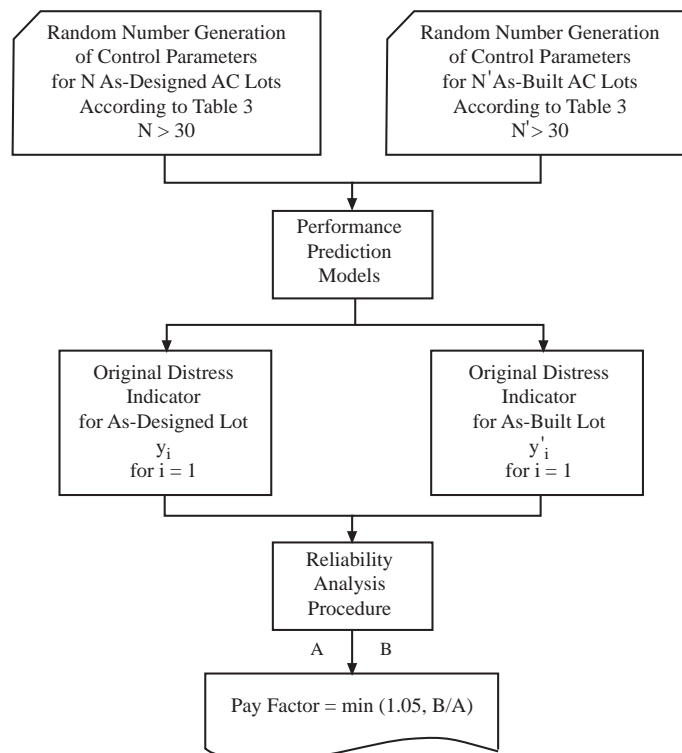 Random Number Generation
of Control Parameters
for N As-Designed AC Lots
According to Table 3
N > 30
Random Number Generation
of Control Parameters
for N' As-Built AC Lots
According to Table 3
N' > 30
Performance
Prediction
Models
Original Distress
Indicator
for As-Designed Lot
yi
for i = 1
Original Distress
Indicator
for As-Built Lot
y'i
for i = 1
Reliability
Analysis
Procedure
A B
Pay Factor = min (1.05, B/A)